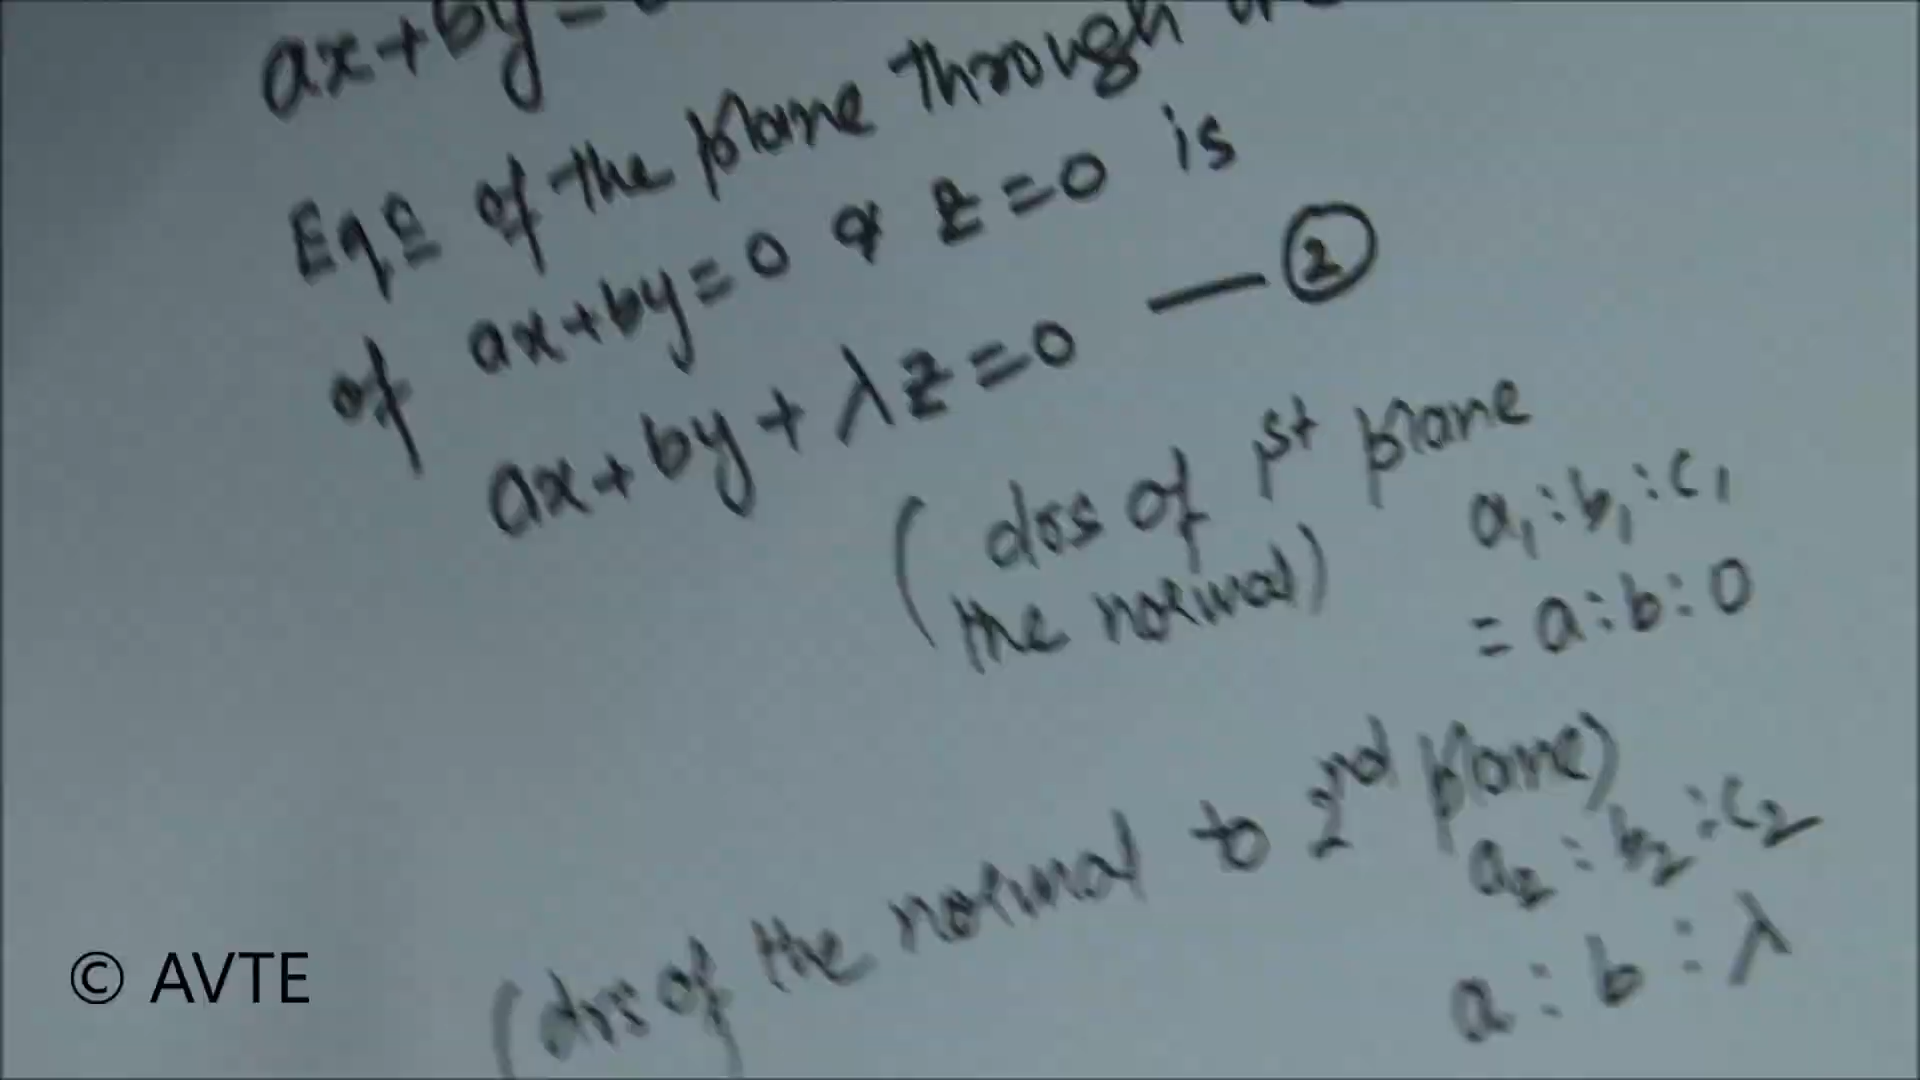 ax+by=
Eqn of the plane through
of ax+by=0 & z=0 is
ax+by+λz=0 — 2
(drs of 1st plane
the normal)
a₁:b₁:c₁
=a:b:0
(drs of the normal to 2nd plane)
a₂:b₂:c₂
a:b:λ
© AVTE